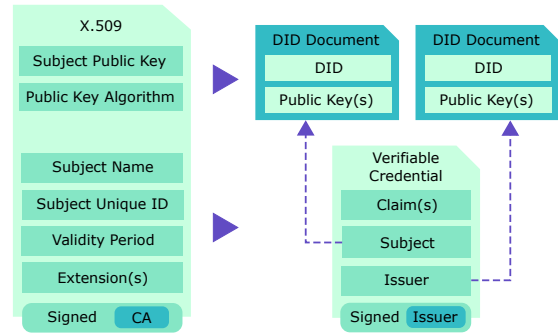 X.509
Subject Public Key
Public Key Algorithm
Subject Name
Subject Unique ID
Validity Period
Extension(s)
Signed CA
DID Document
DID
Public Key(s)
DID Document
DID
Public Key(s)
Verifiable
Credential
Claim(s)
Subject
Issuer
Signed Issuer